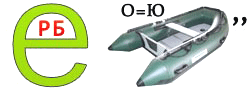 е РБ О=Ю ,,